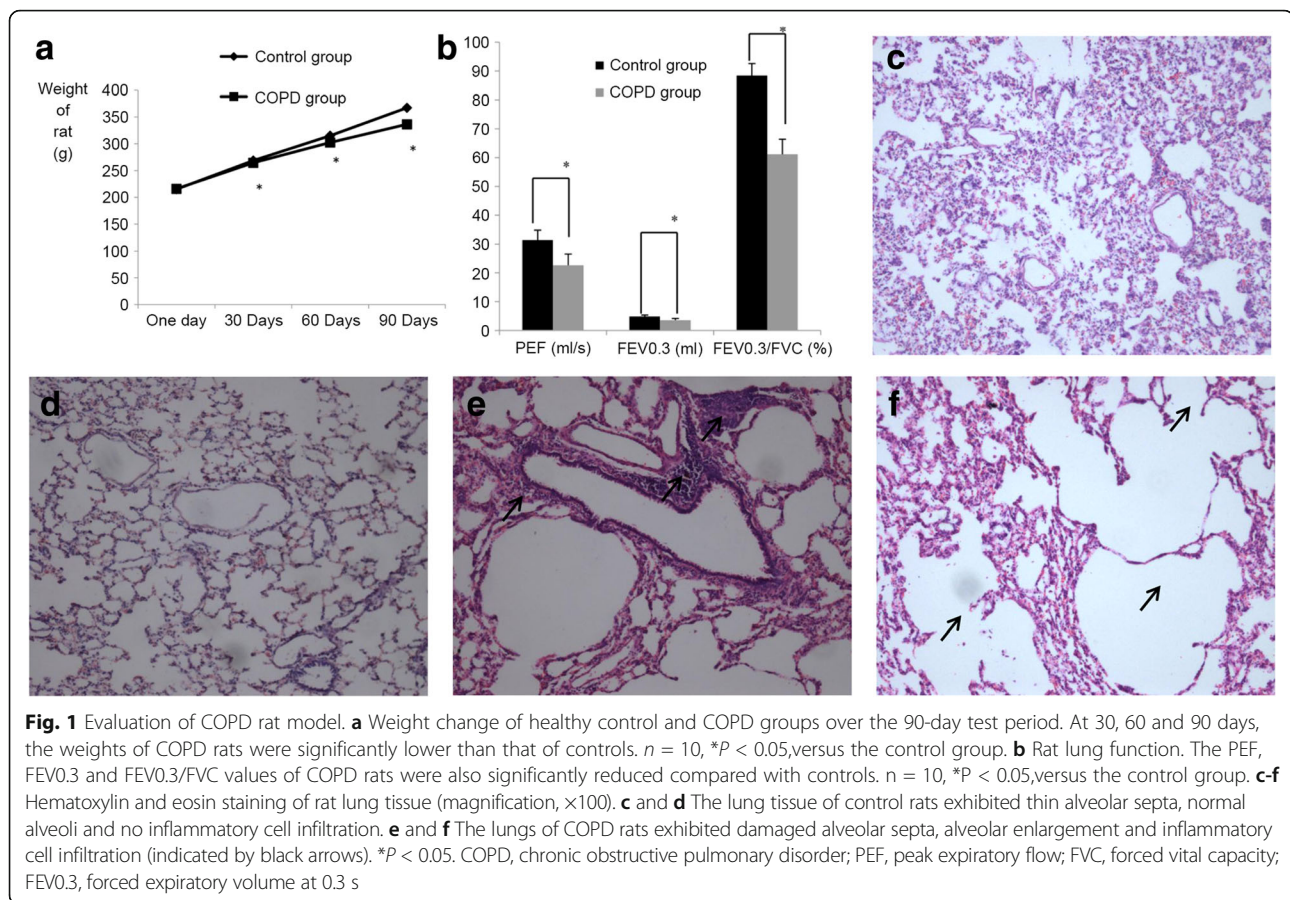 a
Control group
COPD group
Weight
of
rat
(g)
400
350
300
250
200
150
100
50
0
One day 30 Days 60 Days 90 Days
*
*
*
b
Control group
COPD group
100
90
80
70
60
50
40
30
20
10
0
*
*
*
PEF (ml/s) FEV0.3 (ml) FEV0.3/FVC (%)
c
d
e
f
Fig. 1 Evaluation of COPD rat model. a Weight change of healthy control and COPD groups over the 90-day test period. At 30, 60 and 90 days,
the weights of COPD rats were significantly lower than that of controls. n = 10, *P < 0.05,versus the control group. b Rat lung function. The PEF,
FEV0.3 and FEV0.3/FVC values of COPD rats were also significantly reduced compared with controls. n = 10, *P < 0.05,versus the control group. c-f
Hematoxylin and eosin staining of rat lung tissue (magnification, ×100). c and d The lung tissue of control rats exhibited thin alveolar septa, normal
alveoli and no inflammatory cell infiltration. e and f The lungs of COPD rats exhibited damaged alveolar septa, alveolar enlargement and inflammatory
cell infiltration (indicated by black arrows). *P < 0.05. COPD, chronic obstructive pulmonary disorder; PEF, peak expiratory flow; FVC, forced vital capacity;
FEV0.3, forced expiratory volume at 0.3 s